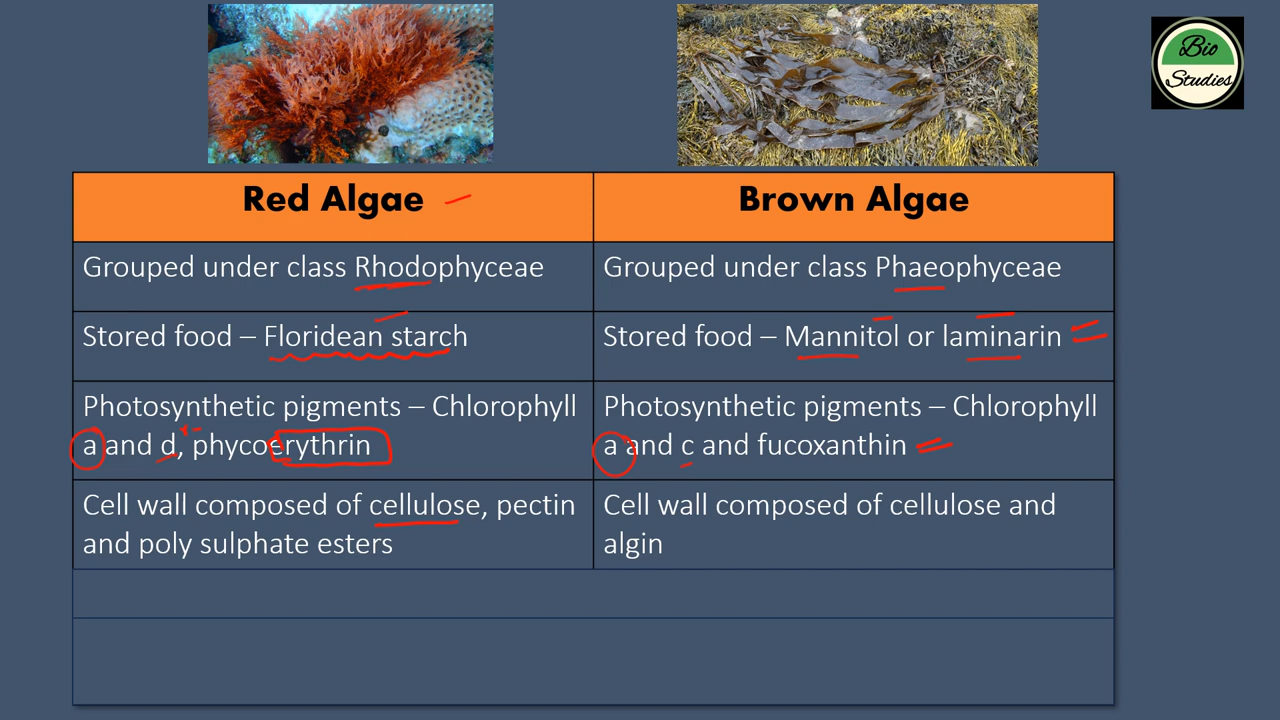 Bio
Studies
Red Algae
Brown Algae
Grouped under class Rhodophyceae
Grouped under class Phaeophyceae
Stored food – Floridean starch
Stored food – Mannitol or laminarin
Photosynthetic pigments – Chlorophyll
a and d, phycoerythrin
Photosynthetic pigments – Chlorophyll
a and c and fucoxanthin
Cell wall composed of cellulose, pectin
and poly sulphate esters
Cell wall composed of cellulose and
algin